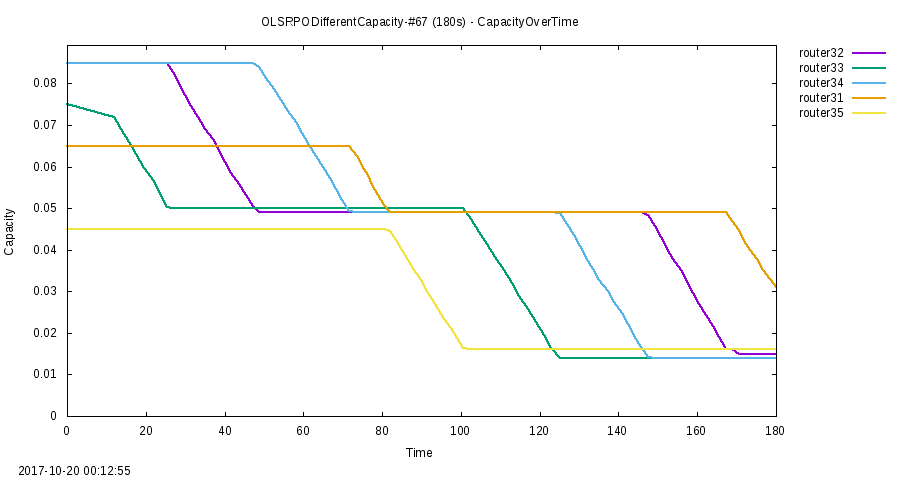 OLSRPODifferentCapacity-#67 (180s) - CapacityOverTime
router32
router33
router34
router31
router35
0.08
0.07
0.06
0.05
0.04
0.03
0.02
0.01
0
Capacity
0 20 40 60 80 100 120 140 160 180
Time
2017-10-20 00:12:55